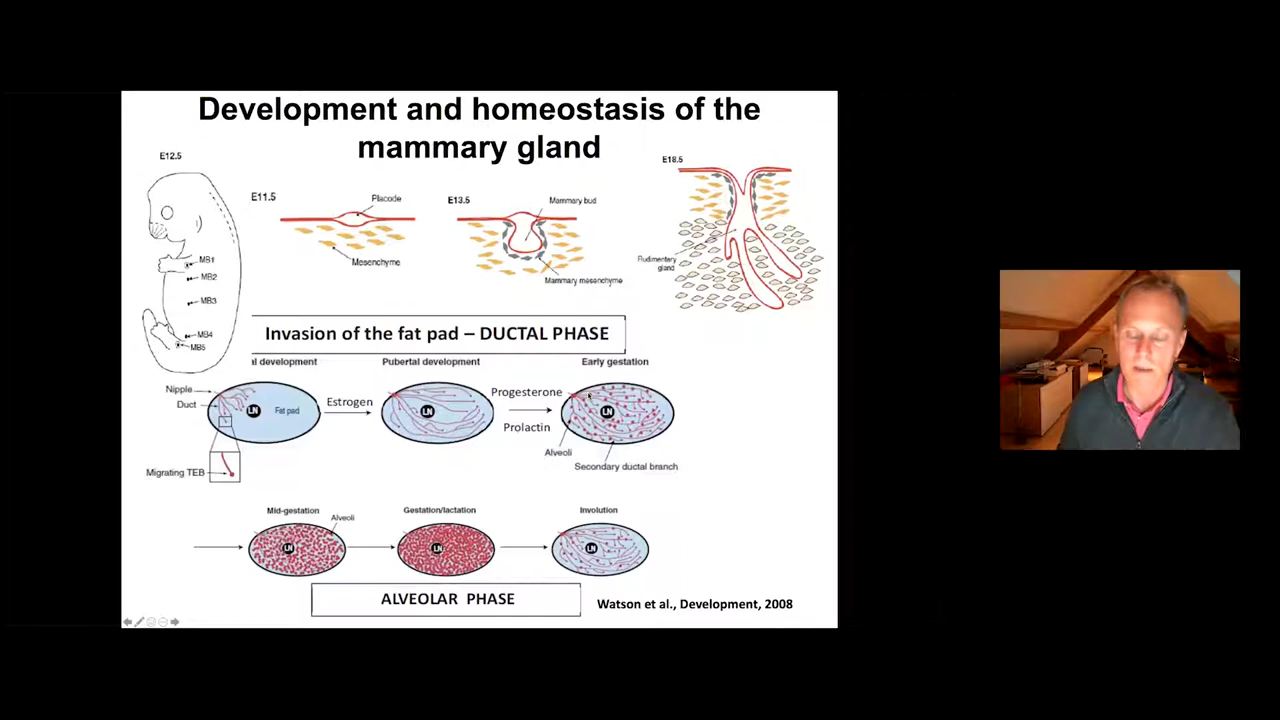 Development and homeostasis of the
mammary gland
E12.5
MB1
MB2
MB3
MB4
MB5
E11.5
Placode
Mesenchyme
E13.5
Mammary bud
Mammary mesenchyme
E18.5
Rudimentary
gland
Invasion of the fat pad – DUCTAL PHASE
al development
Pubertal development
Early gestation
Nipple
Duct
LN
Fat pad
Migrating TEB
Estrogen
LN
Progesterone
Prolactin
LN
Alveoli
Secondary ductal branch
Mid-gestation
Alveoli
LN
Gestation/lactation
LN
Involution
LN
ALVEOLAR PHASE
Watson et al., Development, 2008